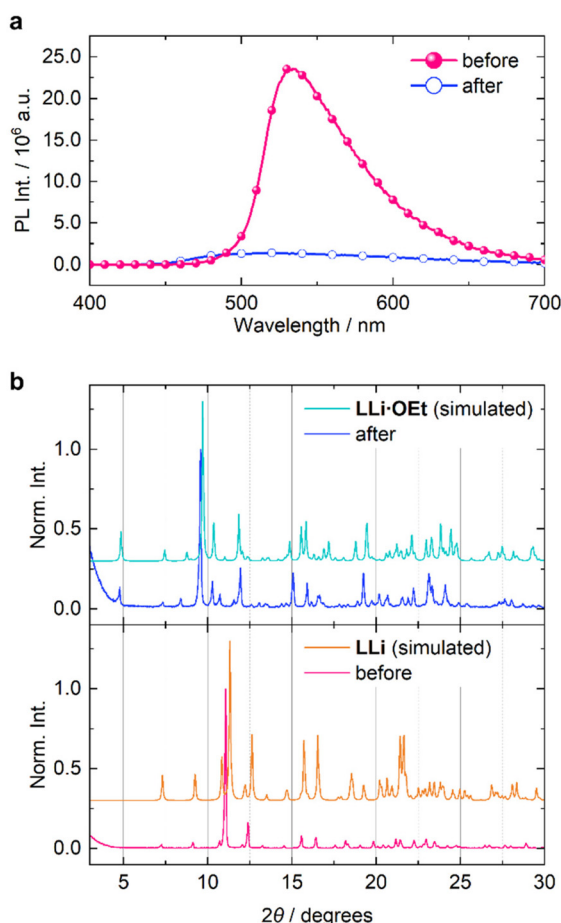 a
25.0
20.0
15.0
10.0
5.0
0.0
PL Int. / 10⁶ a.u.
before
after
400 500 600 700
Wavelength / nm
b
LLi·OEt (simulated)
after
1.0
0.5
0.0
Norm. Int.
LLi (simulated)
before
1.0
0.5
0.0
Norm. Int.
5 10 15 20 25 30
2θ / degrees